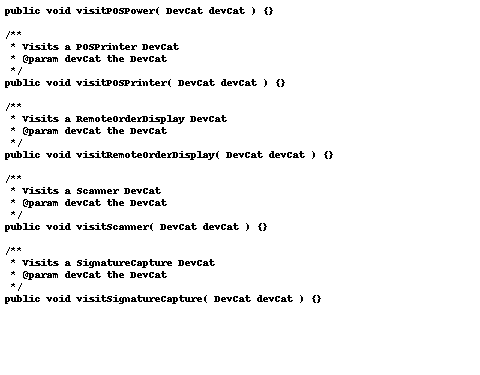 public void visitPOSPower( DevCat devCat ) {}
/**
* Visits a POSPrinter DevCat
* @param devCat the DevCat
*/
public void visitPOSPrinter( DevCat devCat ) {}
/**
* Visits a RemoteOrderDisplay DevCat
* @param devCat the DevCat
*/
public void visitRemoteOrderDisplay( DevCat devCat ) {}
/**
* Visits a Scanner DevCat
* @param devCat the DevCat
*/
public void visitScanner( DevCat devCat ) {}
/**
* Visits a SignatureCapture DevCat
* @param devCat the DevCat
*/
public void visitSignatureCapture( DevCat devCat ) {}